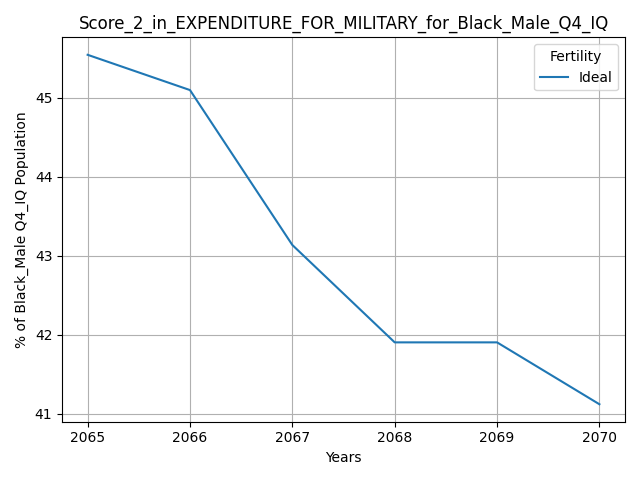 Score_2_in_EXPENDITURE_FOR_MILITARY_for_Black_Male_Q4_IQ
Fertility
Ideal
% of Black_Male Q4_IQ Population
45
44
43
42
41
2065 2066 2067 2068 2069 2070
Years